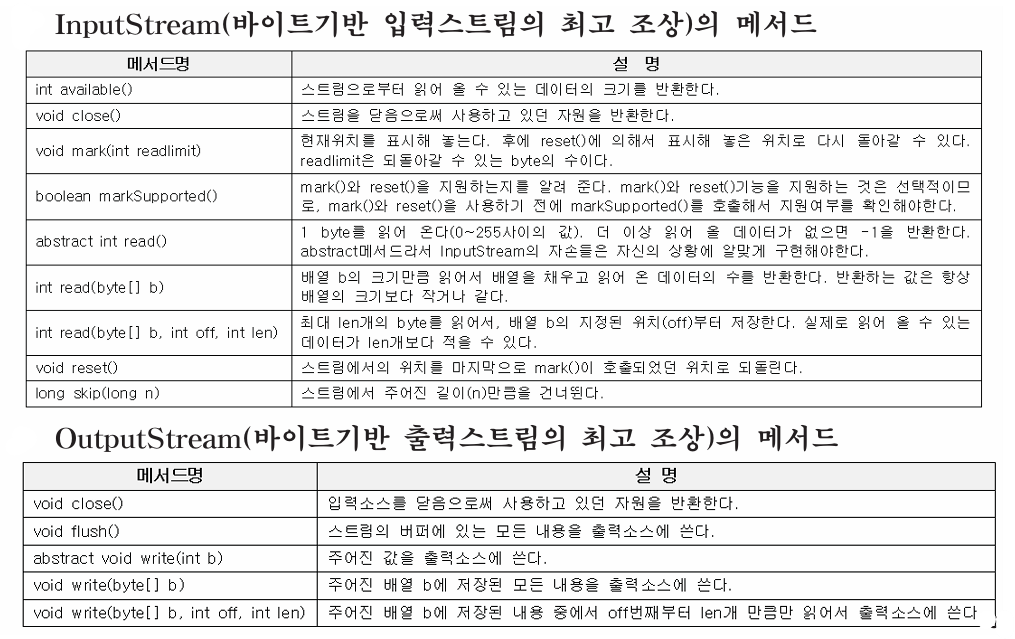 InputStream(바이트기반 입력스트림의 최고 조상)의 메서드
메서드명 설 명
int available() 스트림으로부터 읽어 올 수 있는 데이터의 크기를 반환한다.
void close() 스트림을 닫음으로써 사용하고 있던 자원을 반환한다.
void mark(int readlimit) 현재위치를 표시해 놓는다. 후에 reset()에 의해서 표시해 놓은 위치로 다시 돌아갈 수 있다.
readlimit은 되돌아갈 수 있는 byte의 수이다.
boolean markSupported() mark()와 reset()을 지원하는지를 알려 준다. mark()와 reset()기능을 지원하는 것은 선택적이므
로, mark()와 reset()을 사용하기 전에 markSupported()를 호출해서 지원여부를 확인해야한다.
abstract int read() 1 byte를 읽어 온다(0~255사이의 값). 더 이상 읽어 올 데이터가 없으면 -1을 반환한다.
abstract메서드라서 InputStream의 자손들은 자신의 상황에 알맞게 구현해야한다.
int read(byte[] b) 배열 b의 크기만큼 읽어서 배열을 채우고 읽어 온 데이터의 수를 반환한다. 반환하는 값은 항상
배열의 크기보다 작거나 같다.
int read(byte[] b, int off, int len) 최대 len개의 byte를 읽어서, 배열 b의 지정된 위치(off)부터 저장한다. 실제로 읽어 올 수 있는
데이터가 len개보다 적을 수 있다.
void reset() 스트림에서의 위치를 마지막으로 mark()이 호출되었던 위치로 되돌린다.
long skip(long n) 스트림에서 주어진 길이(n)만큼을 건너뛴다.
OutputStream(바이트기반 출력스트림의 최고 조상)의 메서드
메서드명 설 명
void close() 입력소스를 닫음으로써 사용하고 있던 자원을 반환한다.
void flush() 스트림의 버퍼에 있는 모든 내용을 출력소스에 쓴다.
abstract void write(int b) 주어진 값을 출력소스에 쓴다.
void write(byte[] b) 주어진 배열 b에 저장된 모든 내용을 출력소스에 쓴다.
void write(byte[] b, int off, int len) 주어진 배열 b에 저장된 내용 중에서 off번째부터 len개 만큼만 읽어서 출력소스에 쓴다